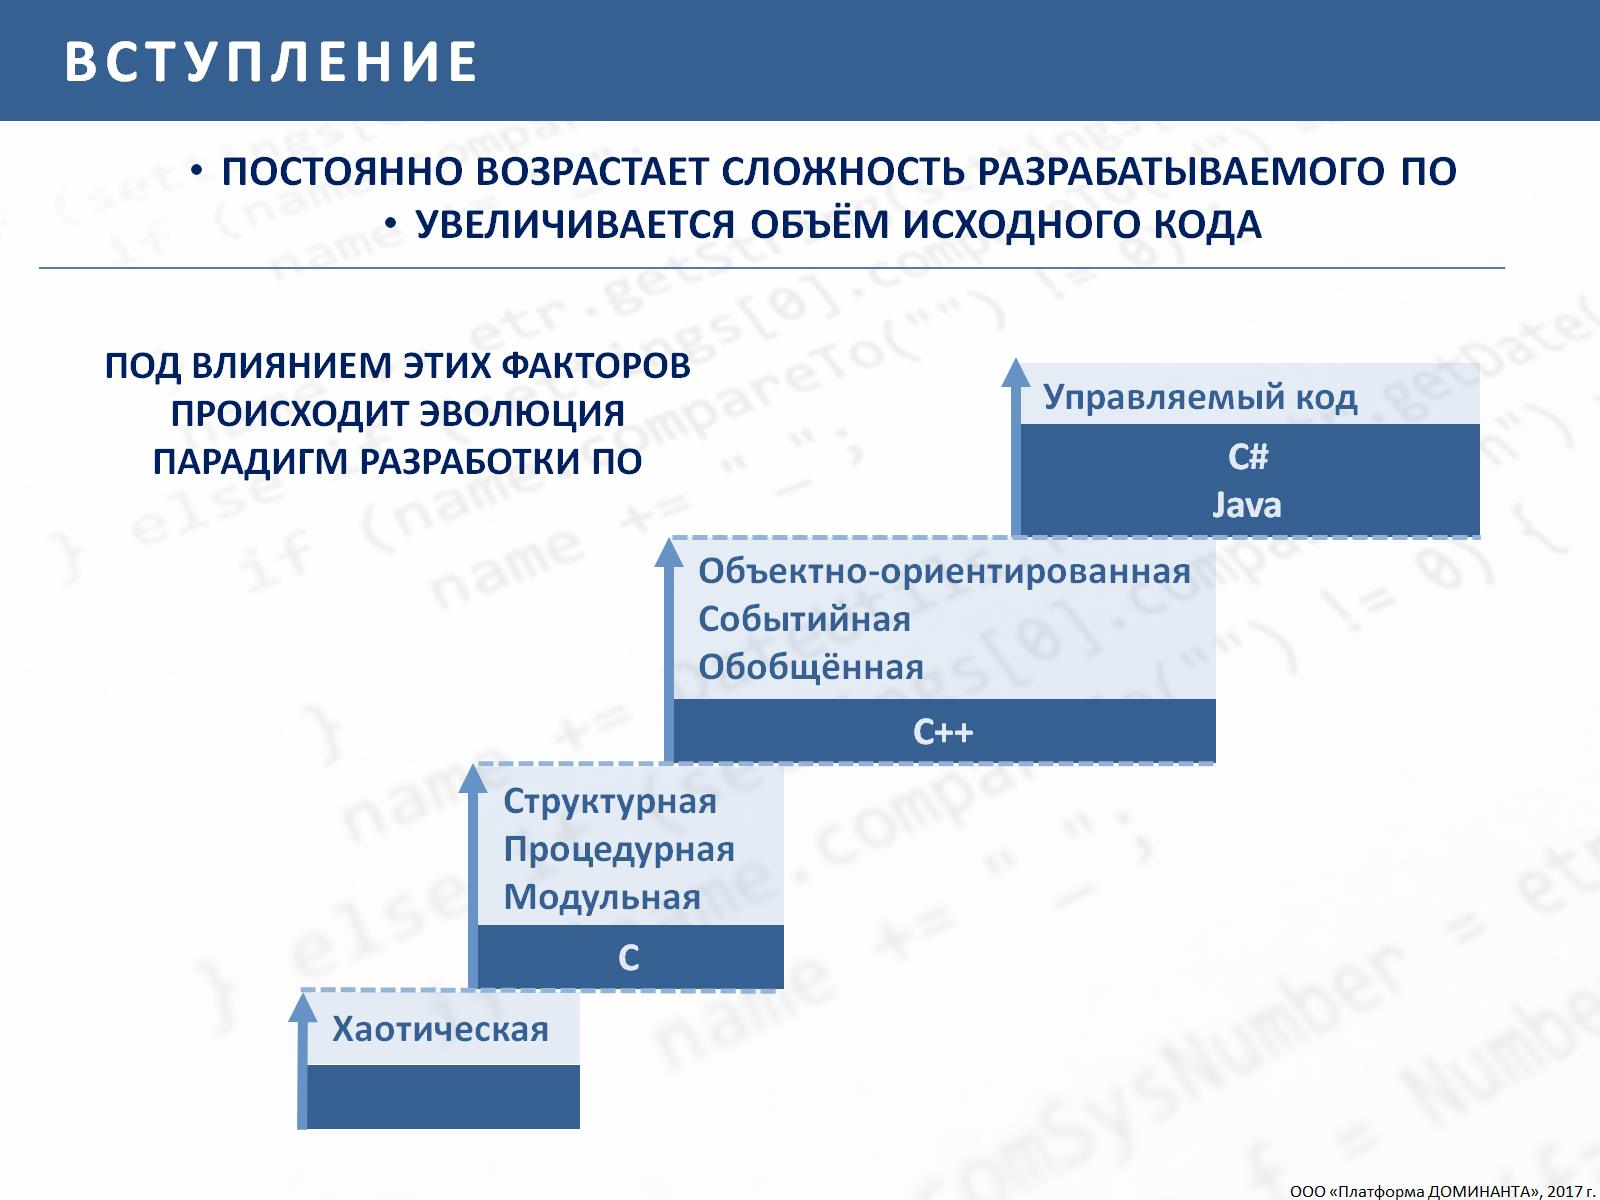 ВСТУПЛЕНИЕ
• ПОСТОЯННО ВОЗРАСТАЕТ СЛОЖНОСТЬ РАЗРАБАТЫВАЕМОГО ПО
• УВЕЛИЧИВАЕТСЯ ОБЪЁМ ИСХОДНОГО КОДА
ПОД ВЛИЯНИЕМ ЭТИХ ФАКТОРОВ
ПРОИСХОДИТ ЭВОЛЮЦИЯ
ПАРАДИГМ РАЗРАБОТКИ ПО
Управляемый код
C#
Java
Объектно-ориентированная
Событийная
Обобщённая
C++
Структурная
Процедурная
Модульная
C
Хаотическая
ООО «Платформа ДОМИНАНТА», 2017 г.